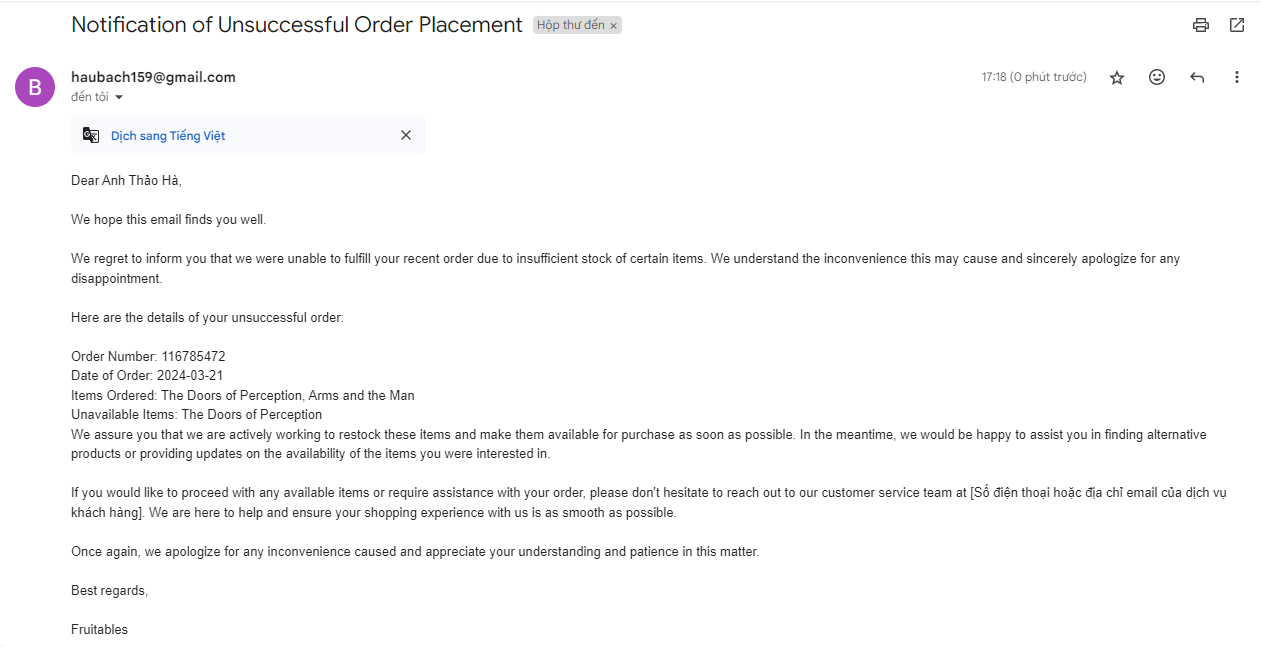 Notification of Unsuccessful Order Placement Hộp thư đến ×
B
haubach159@gmail.com 17:18 (0 phút trước)
đến tôi
Dịch sang Tiếng Việt
Dear Anh Thảo Hà,
We hope this email finds you well.
We regret to inform you that we were unable to fulfill your recent order due to insufficient stock of certain items. We understand the inconvenience this may cause and sincerely apologize for any
disappointment.
Here are the details of your unsuccessful order:
Order Number: 116785472
Date of Order: 2024-03-21
Items Ordered: The Doors of Perception, Arms and the Man
Unavailable Items: The Doors of Perception
We assure you that we are actively working to restock these items and make them available for purchase as soon as possible. In the meantime, we would be happy to assist you in finding alternative
products or providing updates on the availability of the items you were interested in.
If you would like to proceed with any available items or require assistance with your order, please don't hesitate to reach out to our customer service team at [Số điện thoại hoặc địa chỉ email của dịch vụ
khách hàng]. We are here to help and ensure your shopping experience with us is as smooth as possible.
Once again, we apologize for any inconvenience caused and appreciate your understanding and patience in this matter.
Best regards,
Fruitables